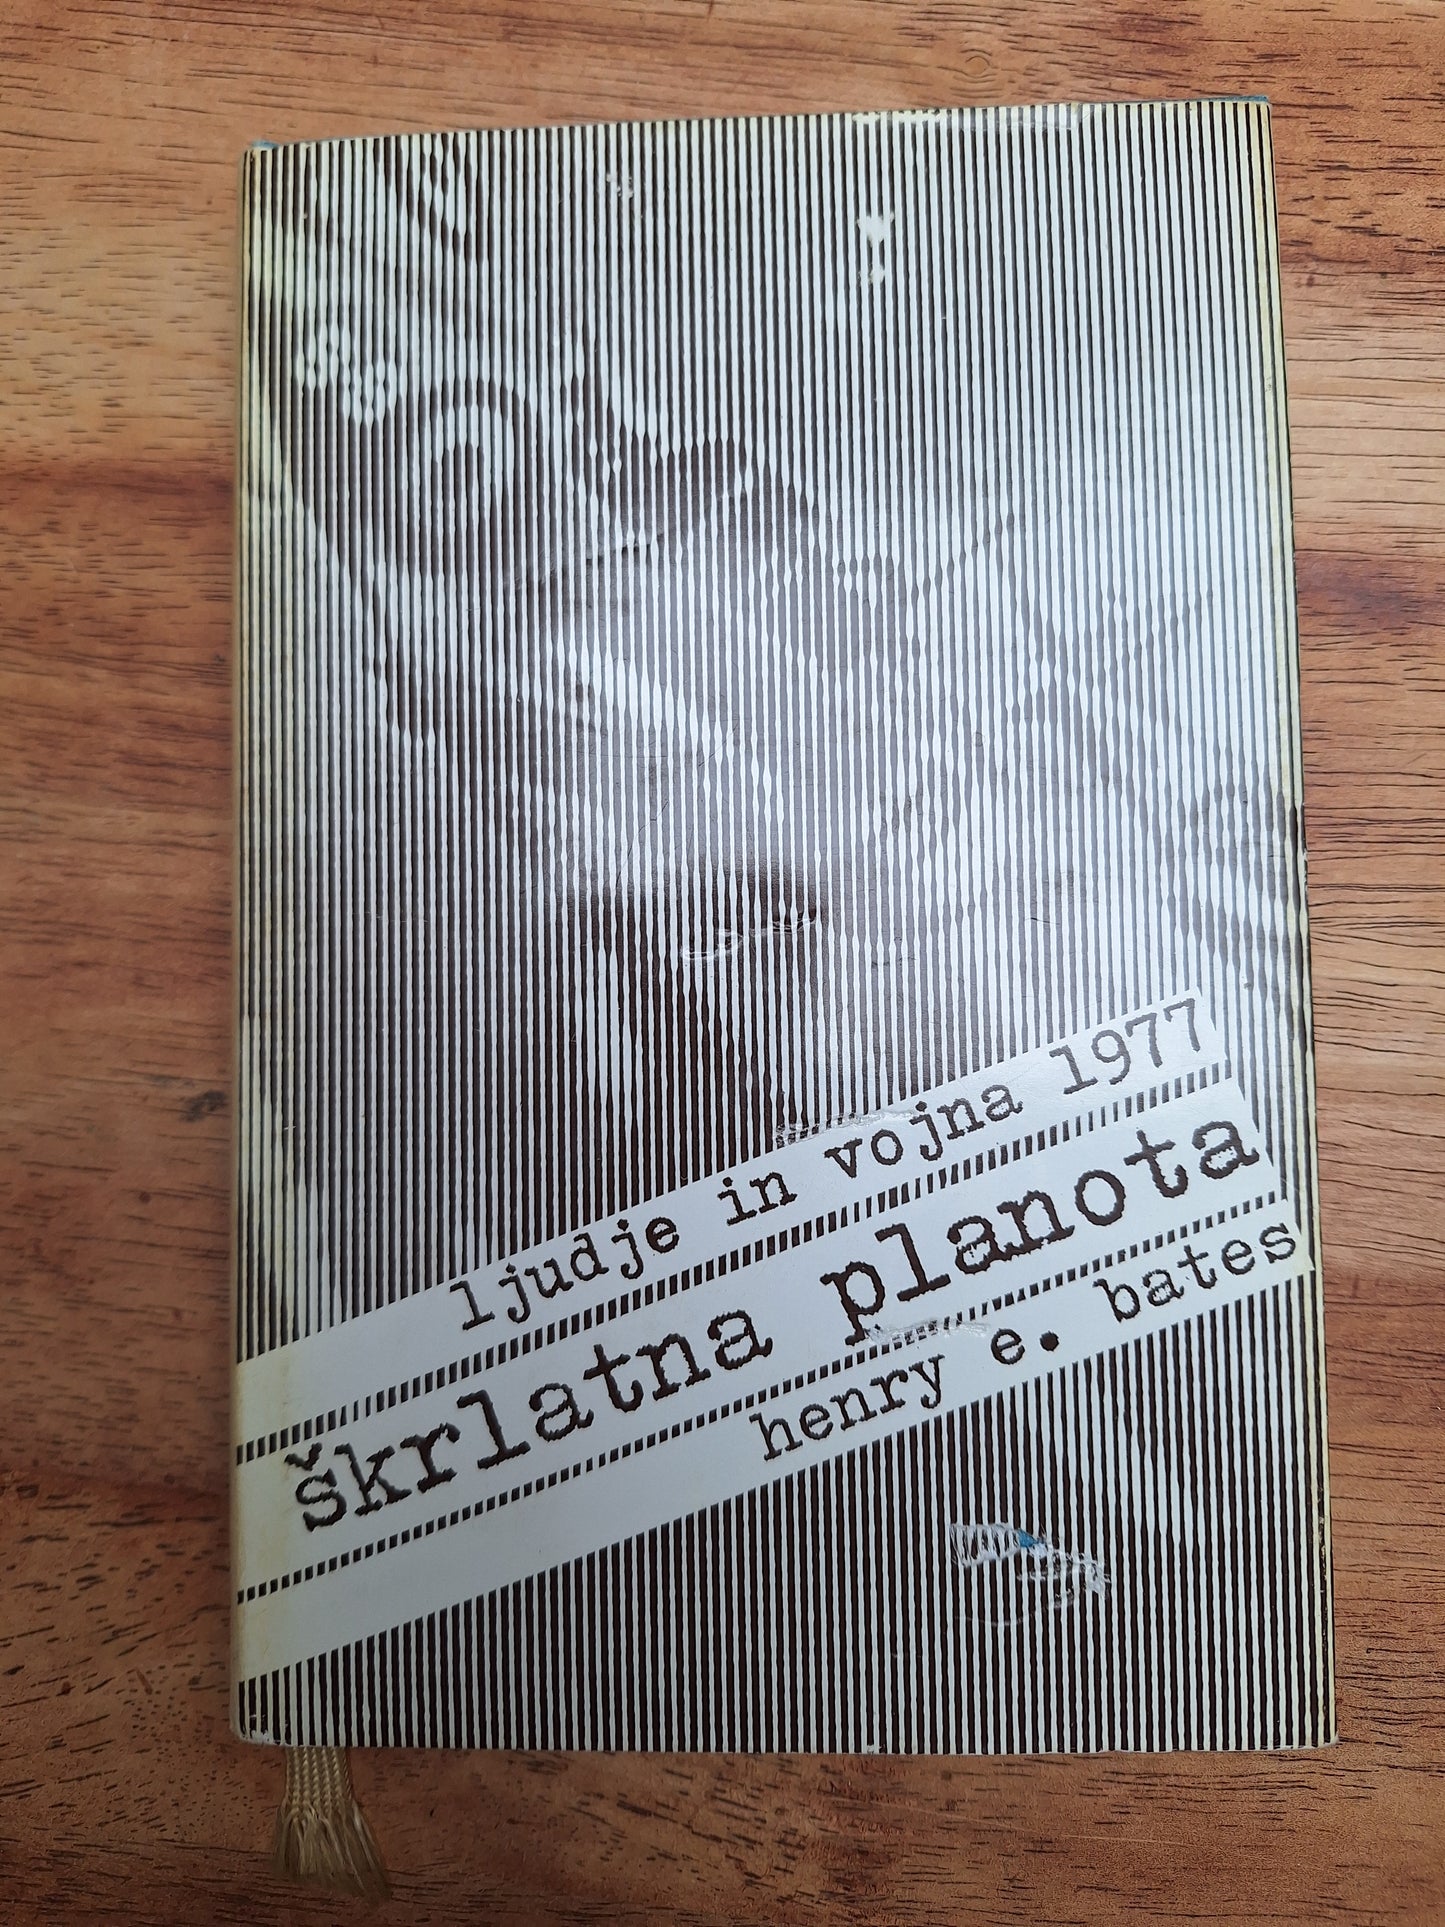 ljudje in vojna 1977
škrlatna planota
henry e. bates